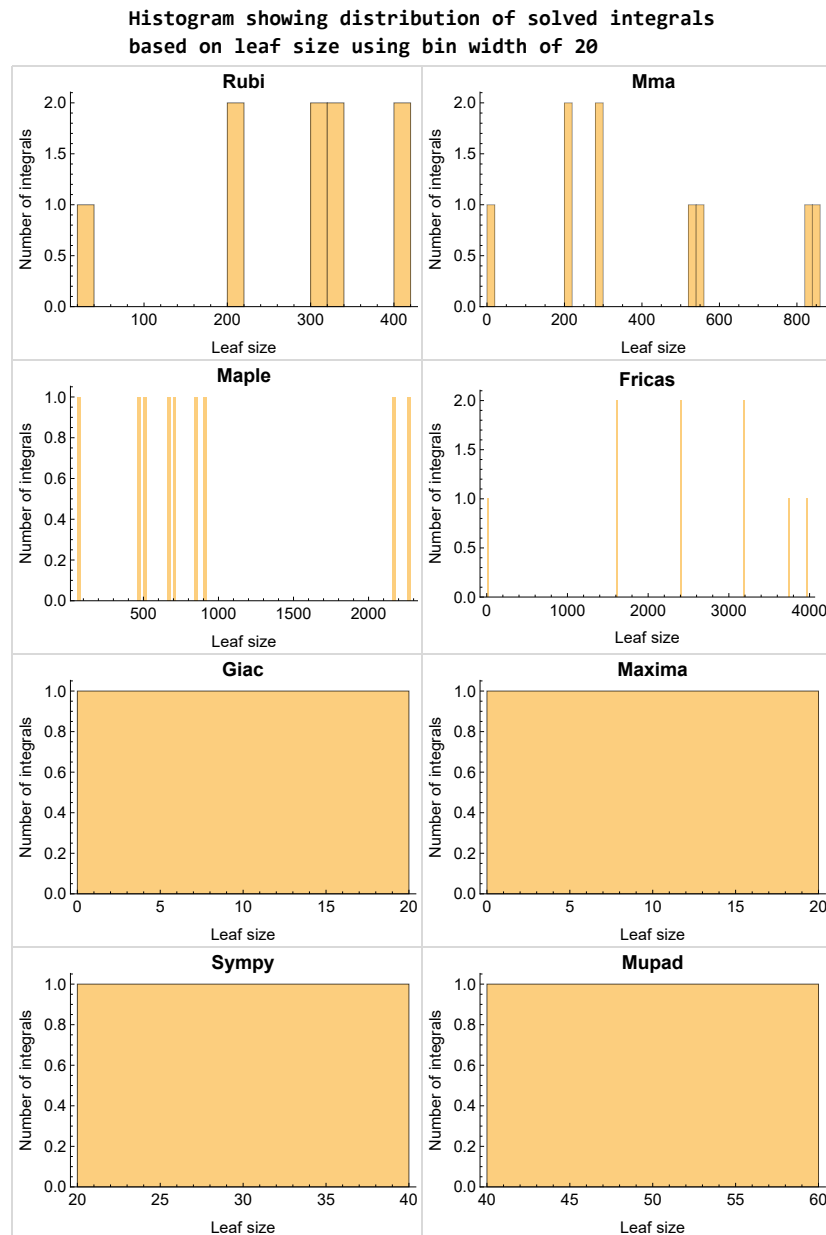 Histogram showing distribution of solved integrals
based on leaf size using bin width of 20
Rubi
Number of integrals
2.0
1.5
1.0
0.5
0.0
100 200 300 400
Leaf size
Mma
Number of integrals
2.0
1.5
1.0
0.5
0.0
0 200 400 600 800
Leaf size
Maple
Number of integrals
1.0
0.8
0.6
0.4
0.2
0.0
500 1000 1500 2000
Leaf size
Fricas
Number of integrals
2.0
1.5
1.0
0.5
0.0
0 1000 2000 3000 4000
Leaf size
Giac
Number of integrals
1.0
0.8
0.6
0.4
0.2
0.0
0 5 10 15 20
Leaf size
Maxima
Number of integrals
1.0
0.8
0.6
0.4
0.2
0.0
0 5 10 15 20
Leaf size
Sympy
Number of integrals
1.0
0.8
0.6
0.4
0.2
0.0
20 25 30 35 40
Leaf size
Mupad
Number of integrals
1.0
0.8
0.6
0.4
0.2
0.0
40 45 50 55 60
Leaf size